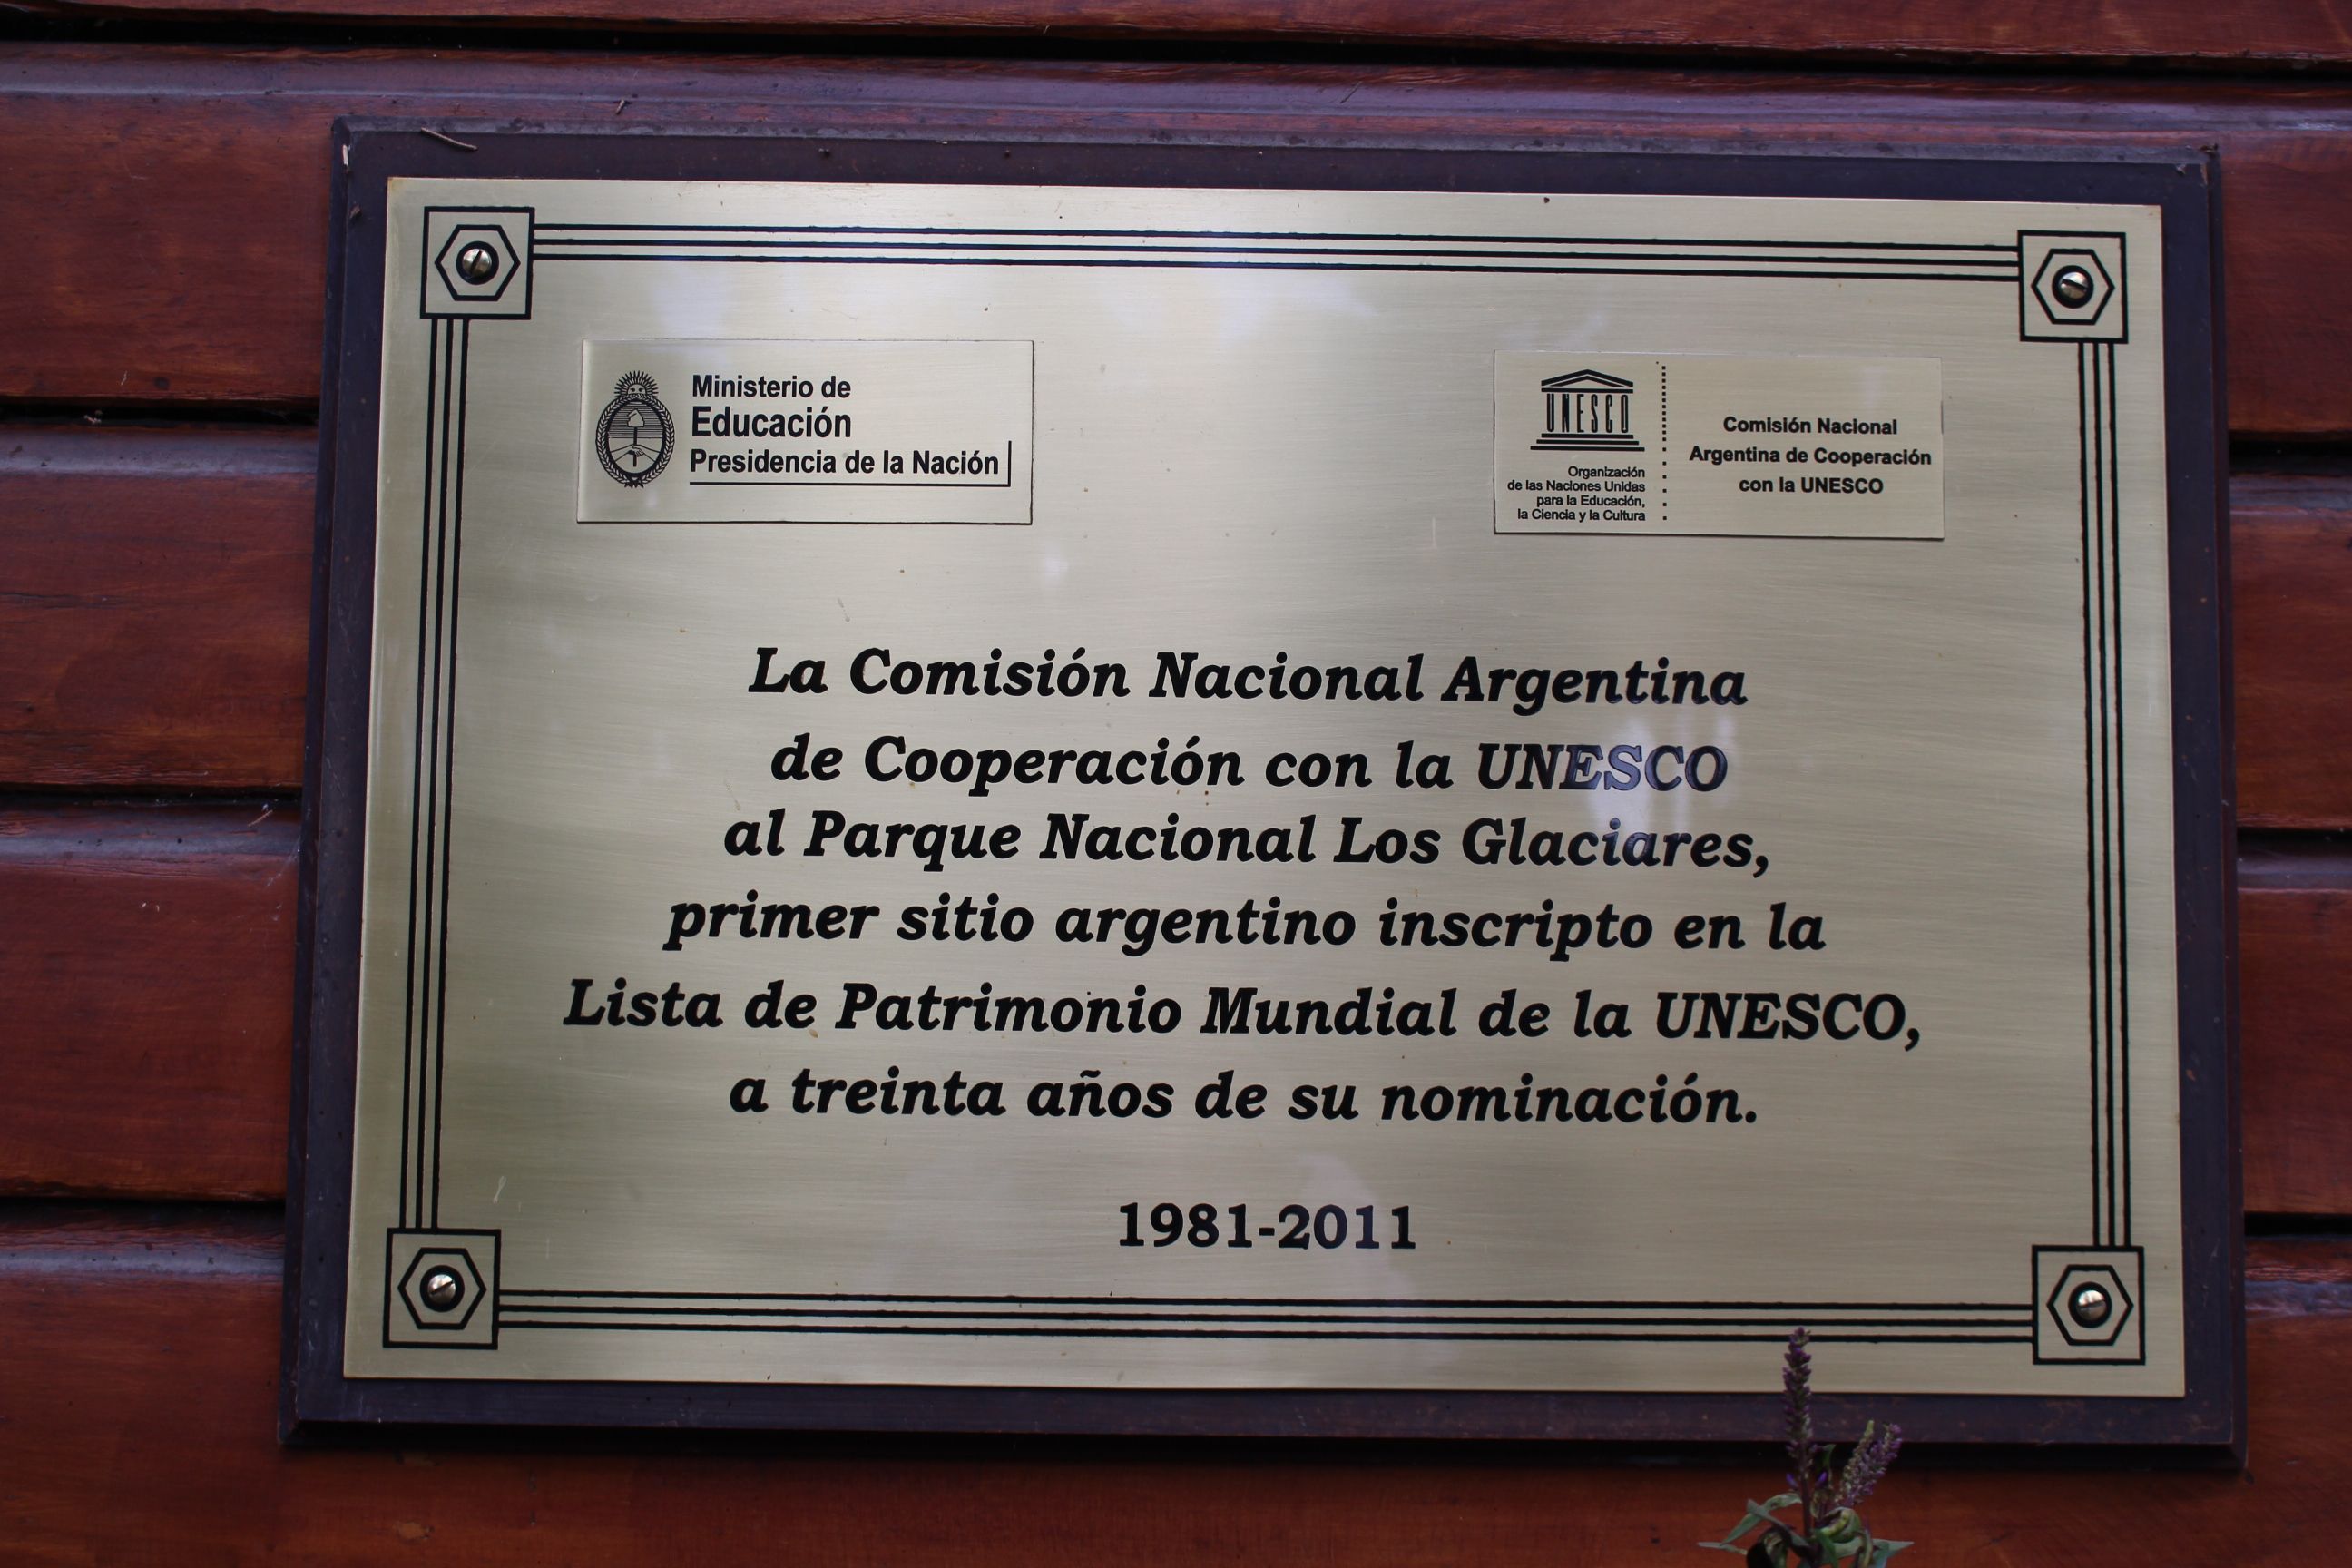 Ministerio de
Educación
Presidencia de la Nación
UNESCO
Organización
de las Naciones Unidas
para la Educación,
la Ciencia y la Cultura
Comisión Nacional
Argentina de Cooperación
con la UNESCO
La Comisión Nacional Argentina
de Cooperación con la UNESCO
al Parque Nacional Los Glaciares,
primer sitio argentino inscripto en la
Lista de Patrimonio Mundial de la UNESCO,
a treinta años de su nominación.
1981-2011